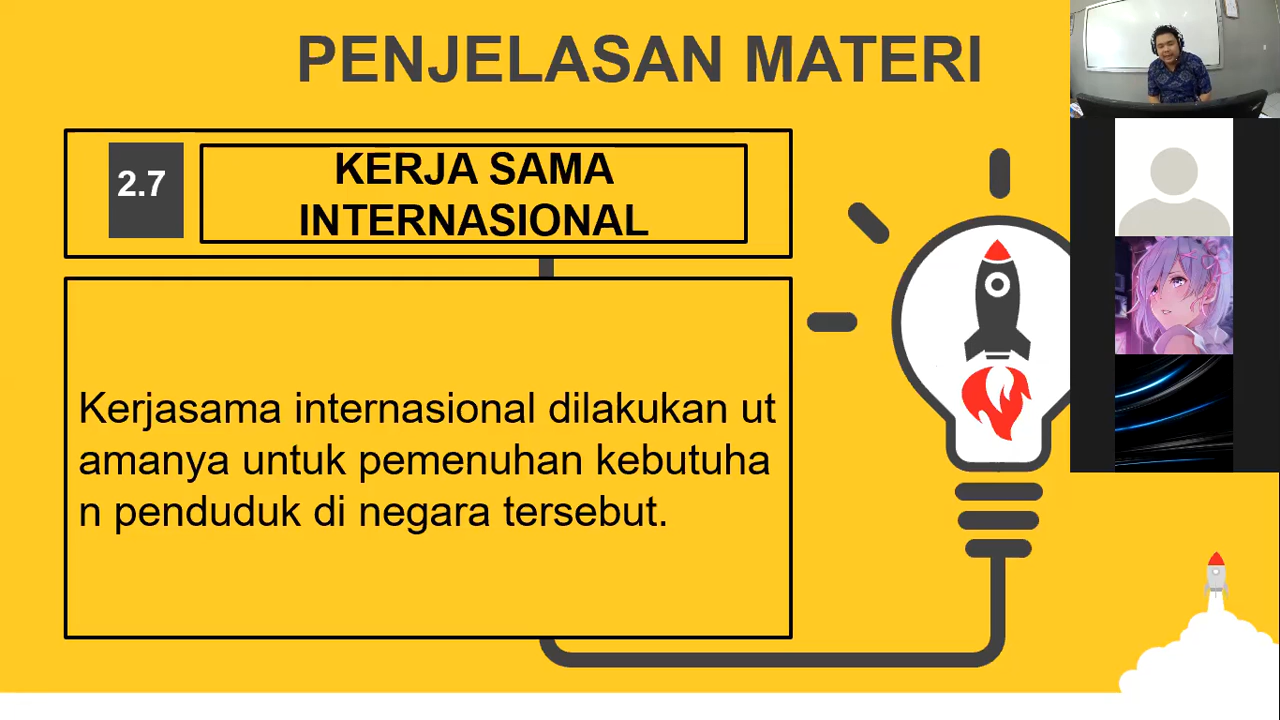 PENJELASAN MATERI
2.7
KERJA SAMA
INTERNASIONAL
Kerjasama internasional dilakukan ut
amanya untuk pemenuhan kebutuha
n penduduk di negara tersebut.